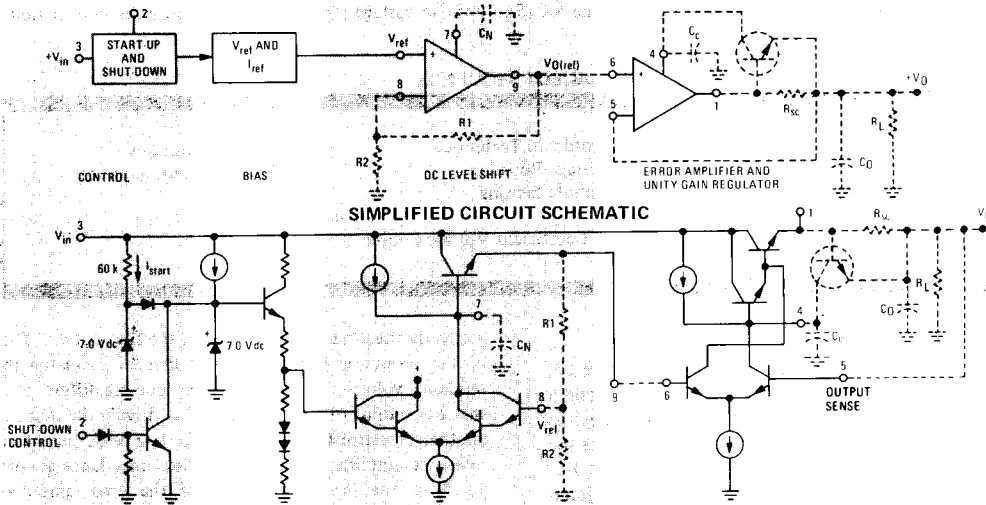 2
3
+Vin
START-UP
AND
SHUT-DOWN
Vref AND
Iref
Vref
7
CN
8
9
VO(ref)
R1
R2
6
5
4
CC
1
RSC
+VO
RL
CO
CONTROL
BIAS
DC LEVEL SHIFT
ERROR AMPLIFIER AND
UNITY GAIN REGULATOR
SIMPLIFIED CIRCUIT SCHEMATIC
3
Vin
60 k
Istart
7.0 Vdc
7.0 Vdc
SHUT-DOWN
CONTROL
2
7
CN
R1
8
Vref
R2
9
6
1
4
5
OUTPUT
SENSE
RL
CO